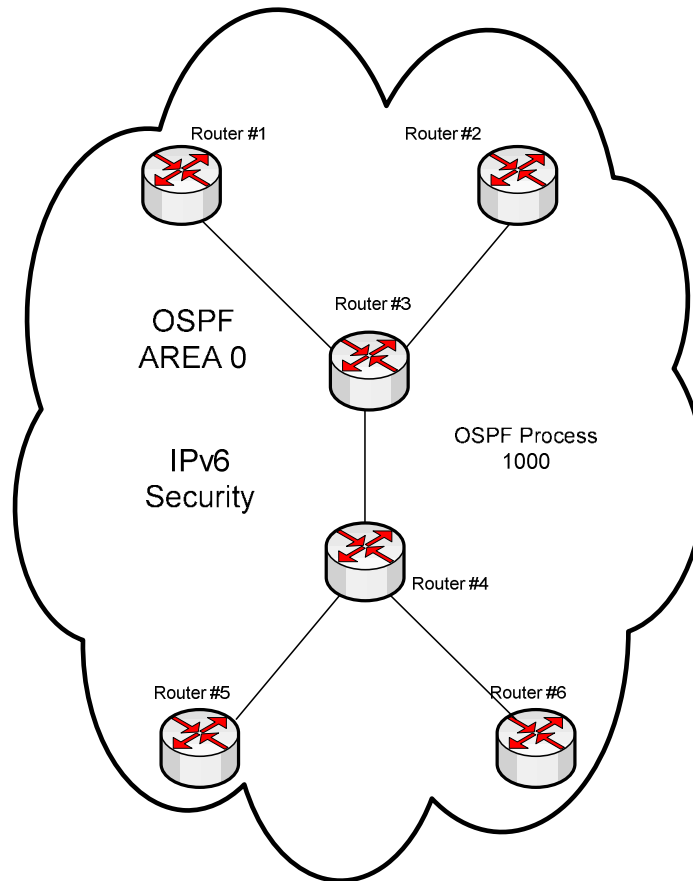 Router #1
Router #2
Router #3
OSPF
AREA 0
OSPF Process
1000
IPv6
Security
Router #4
Router #5
Router #6